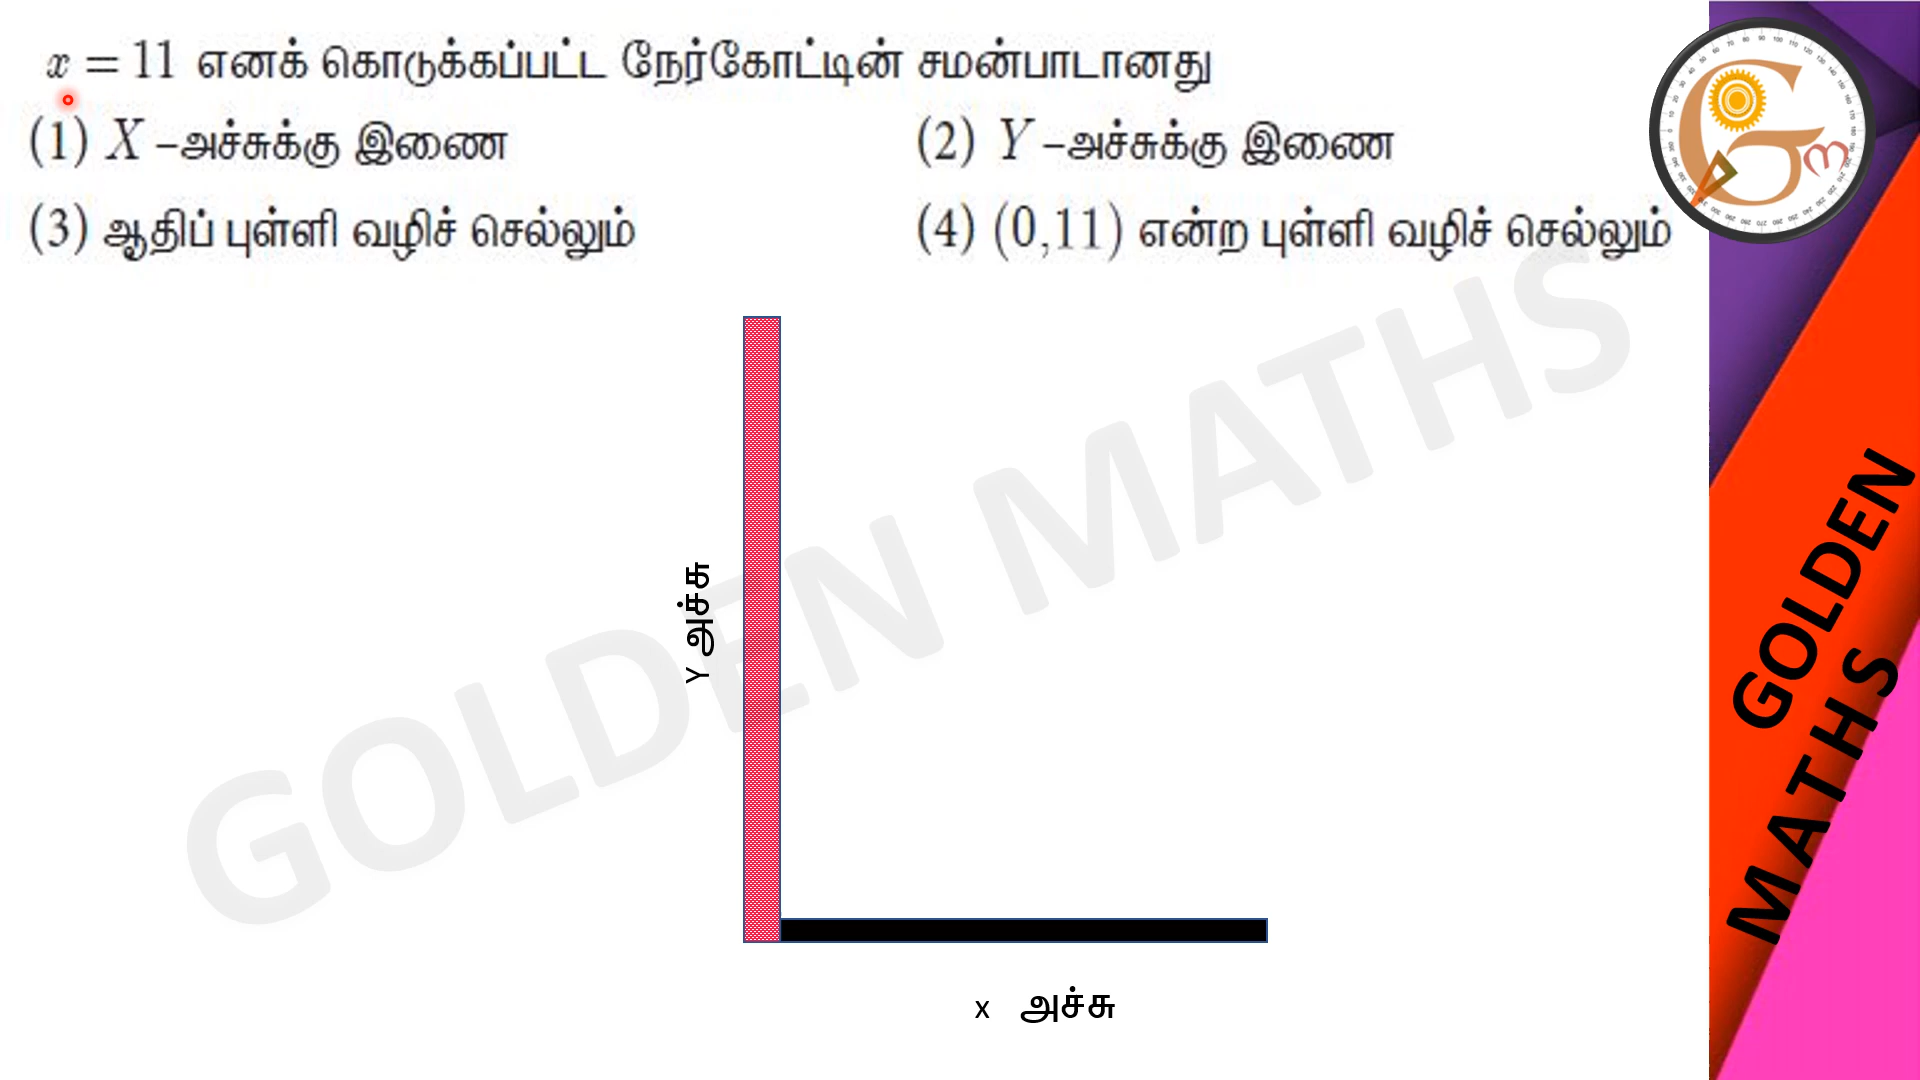 x = 11 எனக் கொடுக்கப்பட்ட நேர்கோட்டின் சமன்பாடானது
(1) X –அச்சுக்கு இணை (2) Y –அச்சுக்கு இணை
(3) ஆதிப் புள்ளி வழிச் செல்லும் (4) (0,11) என்ற புள்ளி வழிச் செல்லும்
Y அச்சு
x அச்சு
GOLDEN MATHS
GOLDEN
MATHS
Gm